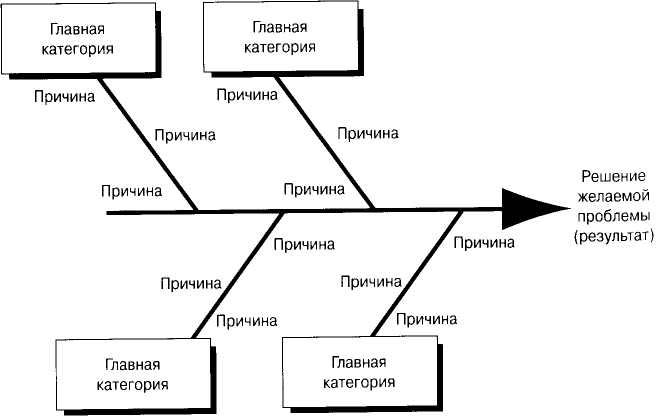 Главная
категория
Главная
категория
Причина
Причина
Причина
Причина
Причина
Причина
Решение
желаемой
проблемы
(результат)
Причина
Причина
Причина
Причина
Причина
Причина
Главная
категория
Главная
категория